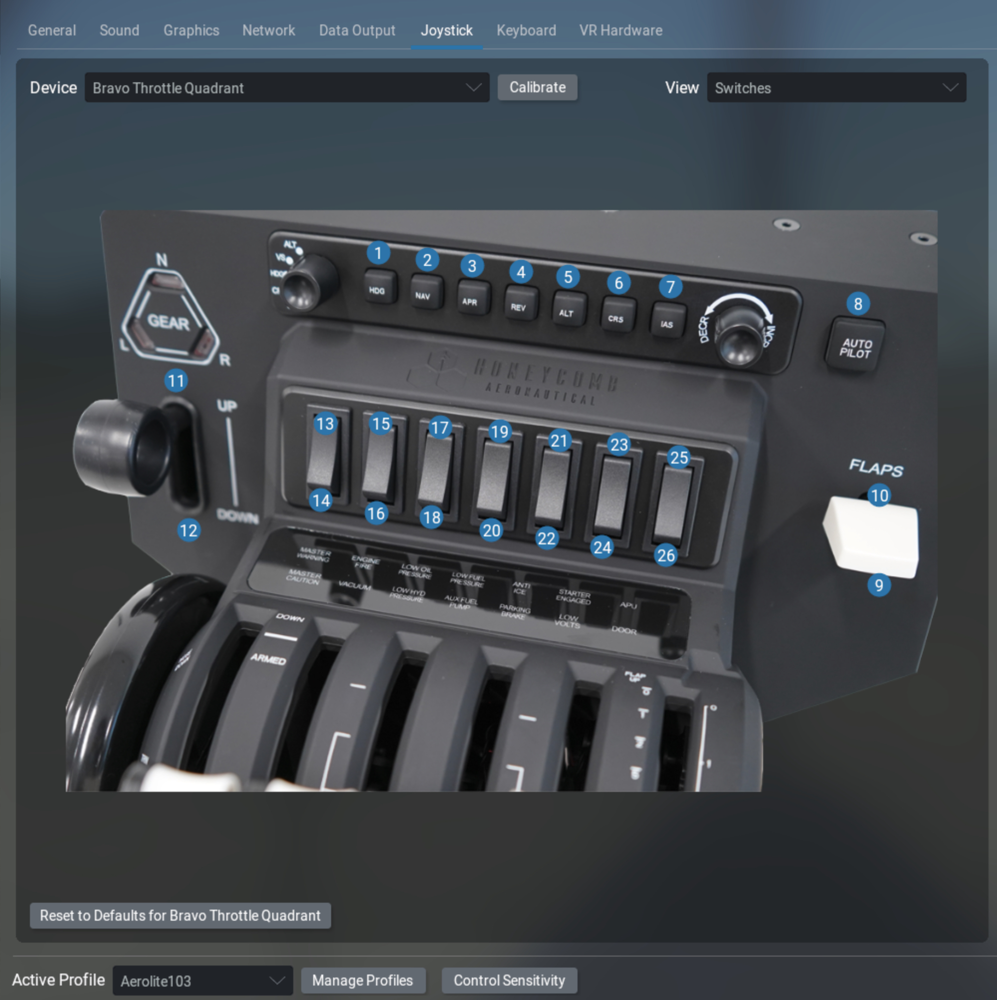 General Sound Graphics Network Data Output Joystick Keyboard VR Hardware
Device Bravo Throttle Quadrant Calibrate View Switches
ALT
VS
HDG
N
GEAR
L
R
1 2 3 4 5 6 7 8
HDG NAV APR REV ALT CRS IAS
DECR
INCR
AUTO
PILOT
HONEYCOMB
AERONAUTICAL
11
UP
DOWN
12
13 15 17 19 21 23 25
14 16 18 20 22 24 26
FLAPS
10
9
MASTER
WARNING
ENGINE
FIRE
LOW OIL
PRESSURE
LOW FUEL
PRESSURE
ANTI
ICE
STARTER
ENGAGED
APU
MASTER
CAUTION
VACUUM
LOW HYD
PRESSURE
AUX FUEL
PUMP
PARKING
BRAKE
LOW
VOLTS
DOOR
DOWN
ARMED
FLAP
UP
Reset to Defaults for Bravo Throttle Quadrant
Active Profile Aerolite103 Manage Profiles Control Sensitivity